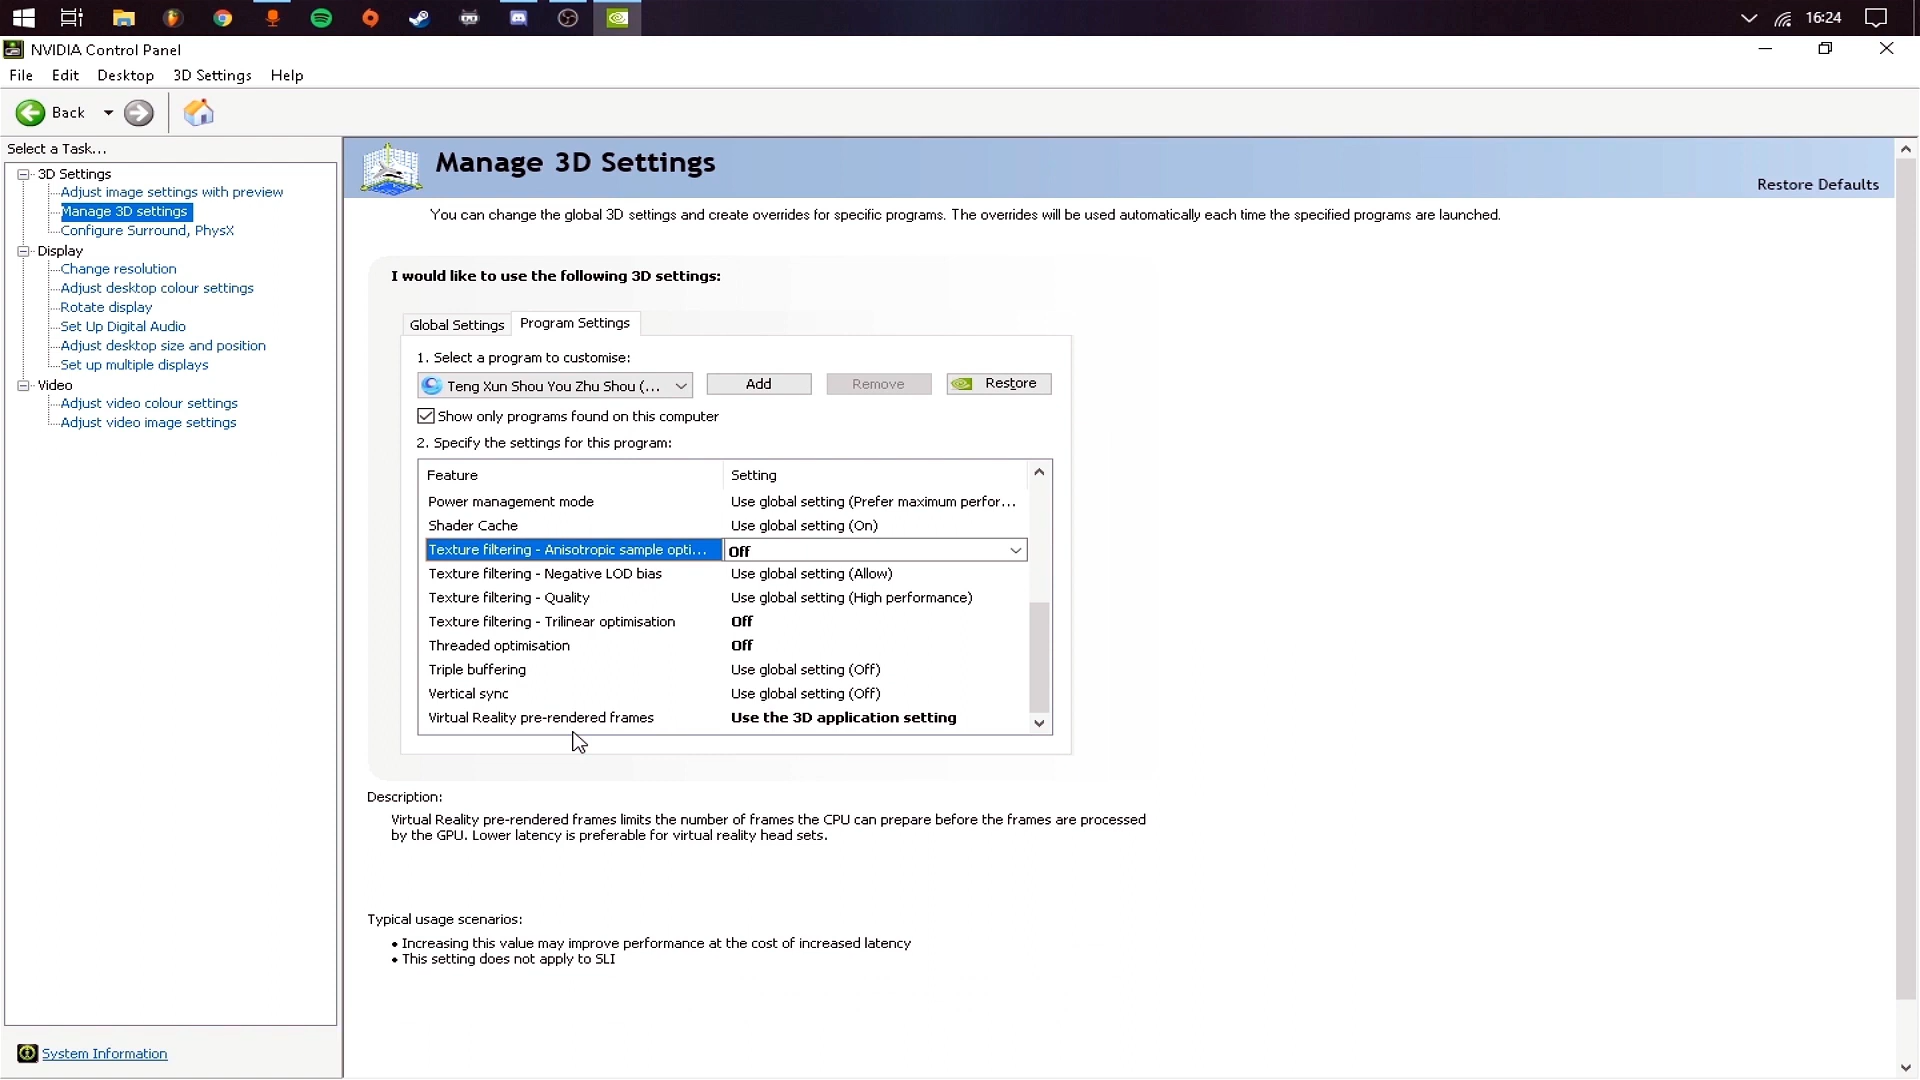 16:24
NVIDIA Control Panel
File Edit Desktop 3D Settings Help
Back
Select a Task...
3D Settings
Adjust image settings with preview
Manage 3D settings
Configure Surround, PhysX
Display
Change resolution
Adjust desktop colour settings
Rotate display
Set Up Digital Audio
Adjust desktop size and position
Set up multiple displays
Video
Adjust video colour settings
Adjust video image settings
System Information
Manage 3D Settings
Restore Defaults
You can change the global 3D settings and create overrides for specific programs. The overrides will be used automatically each time the specified programs are launched.
I would like to use the following 3D settings:
Global Settings Program Settings
1. Select a program to customise:
Teng Xun Shou You Zhu Shou (... Add Remove Restore
Show only programs found on this computer
2. Specify the settings for this program:
Feature Setting
Power management mode Use global setting (Prefer maximum perfor...
Shader Cache Use global setting (On)
Texture filtering - Anisotropic sample opti... Off
Texture filtering - Negative LOD bias Use global setting (Allow)
Texture filtering - Quality Use global setting (High performance)
Texture filtering - Trilinear optimisation Off
Threaded optimisation Off
Triple buffering Use global setting (Off)
Vertical sync Use global setting (Off)
Virtual Reality pre-rendered frames Use the 3D application setting
Description:
Virtual Reality pre-rendered frames limits the number of frames the CPU can prepare before the frames are processed
by the GPU. Lower latency is preferable for virtual reality head sets.
Typical usage scenarios:
• Increasing this value may improve performance at the cost of increased latency
• This setting does not apply to SLI